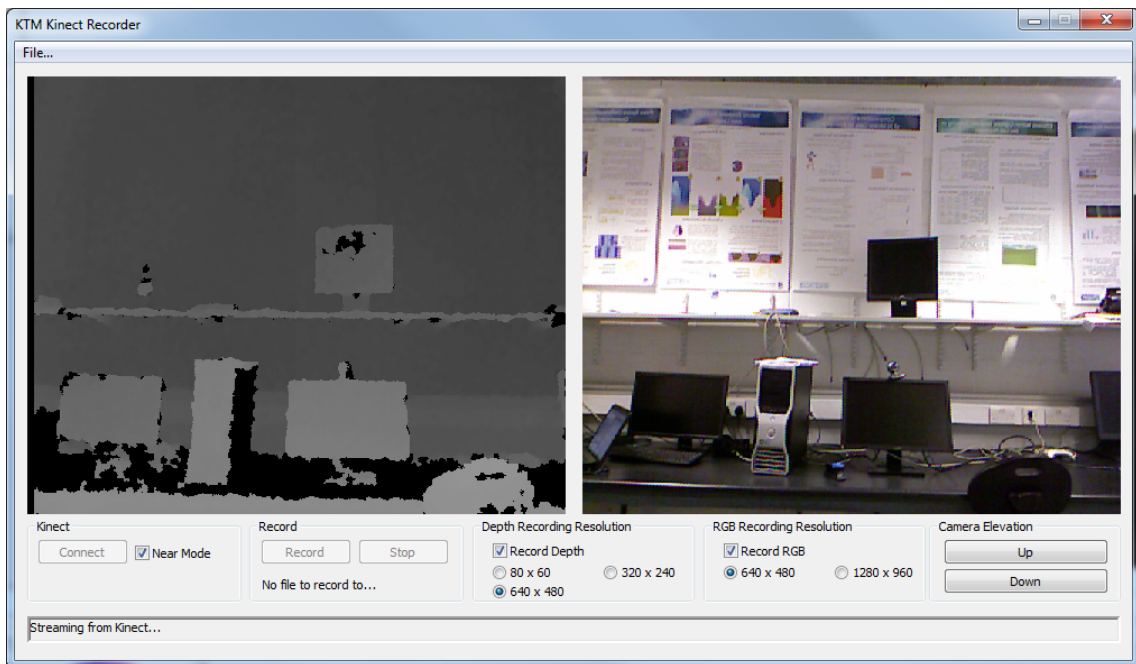 KTM Kinect Recorder
File...
Kinect
Connect
Near Mode
Record
Record
Stop
No file to record to...
Depth Recording Resolution
Record Depth
80 x 60
320 x 240
640 x 480
RGB Recording Resolution
Record RGB
640 x 480
1280 x 960
Camera Elevation
Up
Down
Streaming from Kinect...